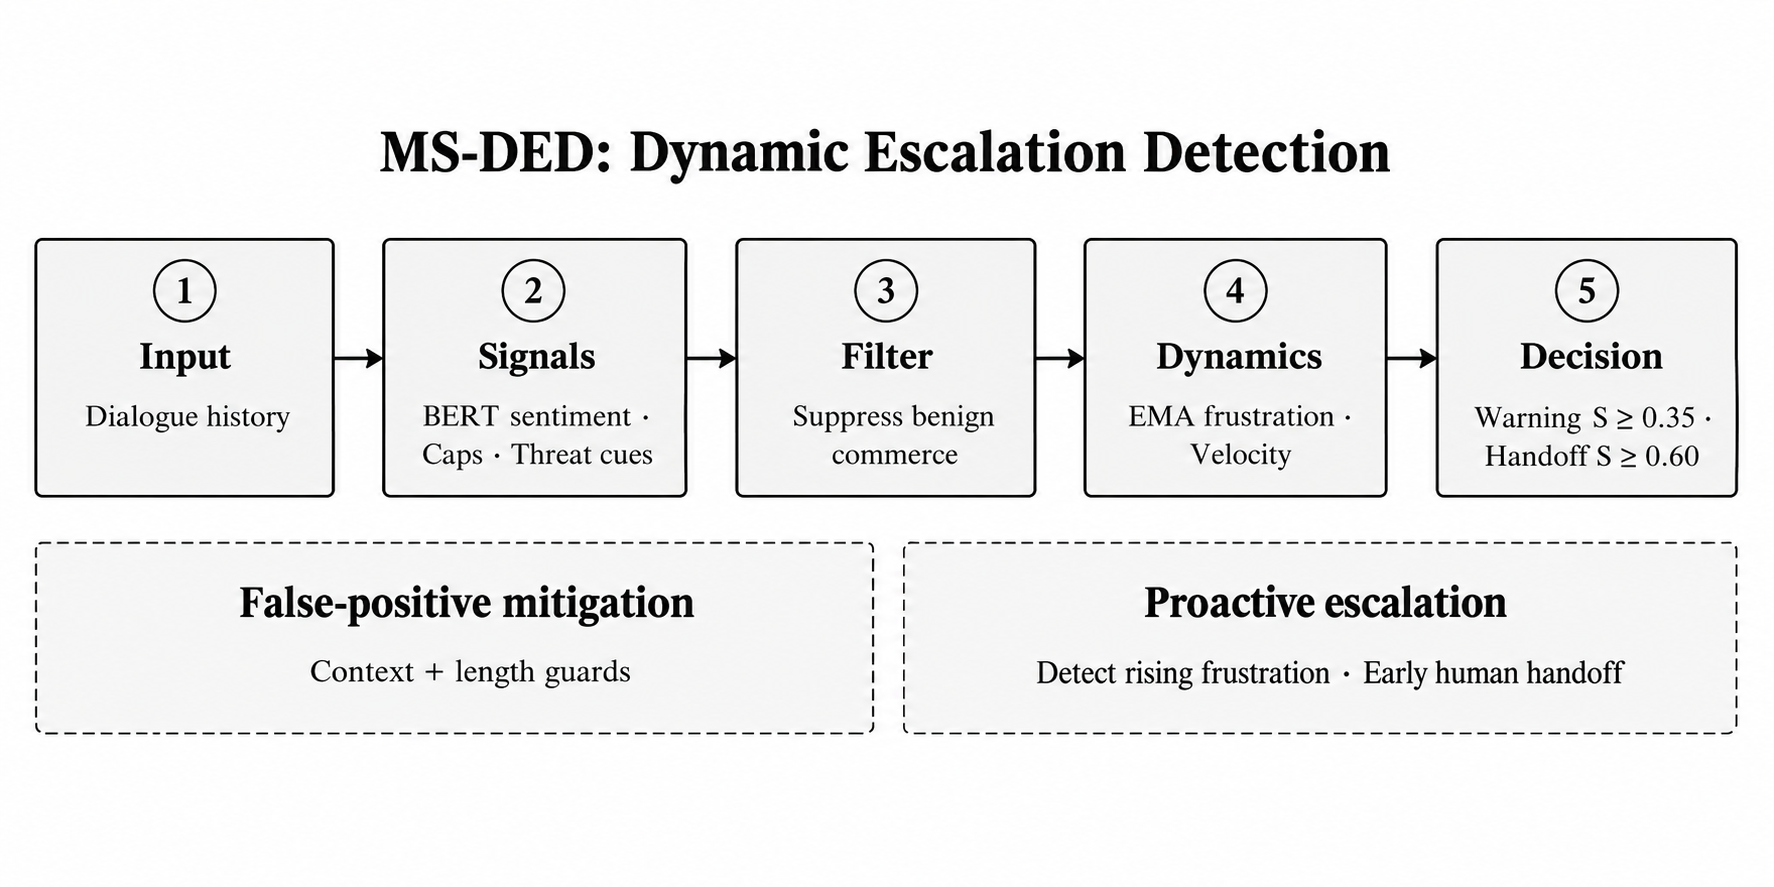 MS-DED: Dynamic Escalation Detection
1
Input
Dialogue history
2
Signals
BERT sentiment ·
Caps · Threat cues
3
Filter
Suppress benign
commerce
4
Dynamics
EMA frustration ·
Velocity
5
Decision
Warning S ≥ 0.35 ·
Handoff S ≥ 0.60
False-positive mitigation
Context + length guards
Proactive escalation
Detect rising frustration · Early human handoff